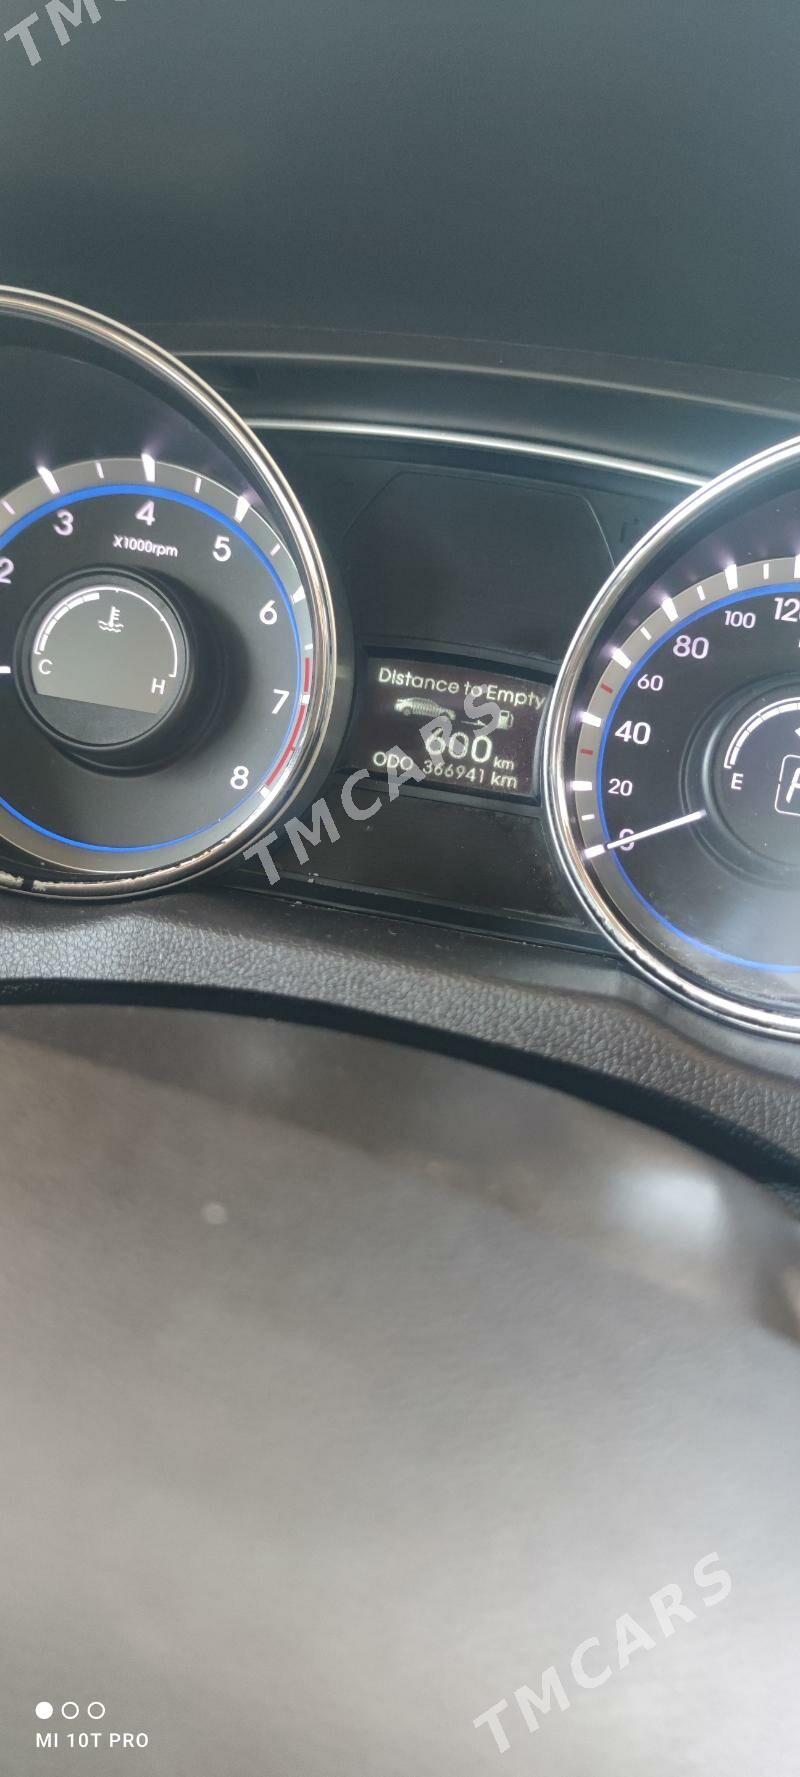 2
3
4
5
6
7
8
X1000rpm
C
H
Distance to Empty
600 km
ODO 366941 km
0
20
40
60
80
100
E
TMCARS
TMCARS
MI 10T PRO